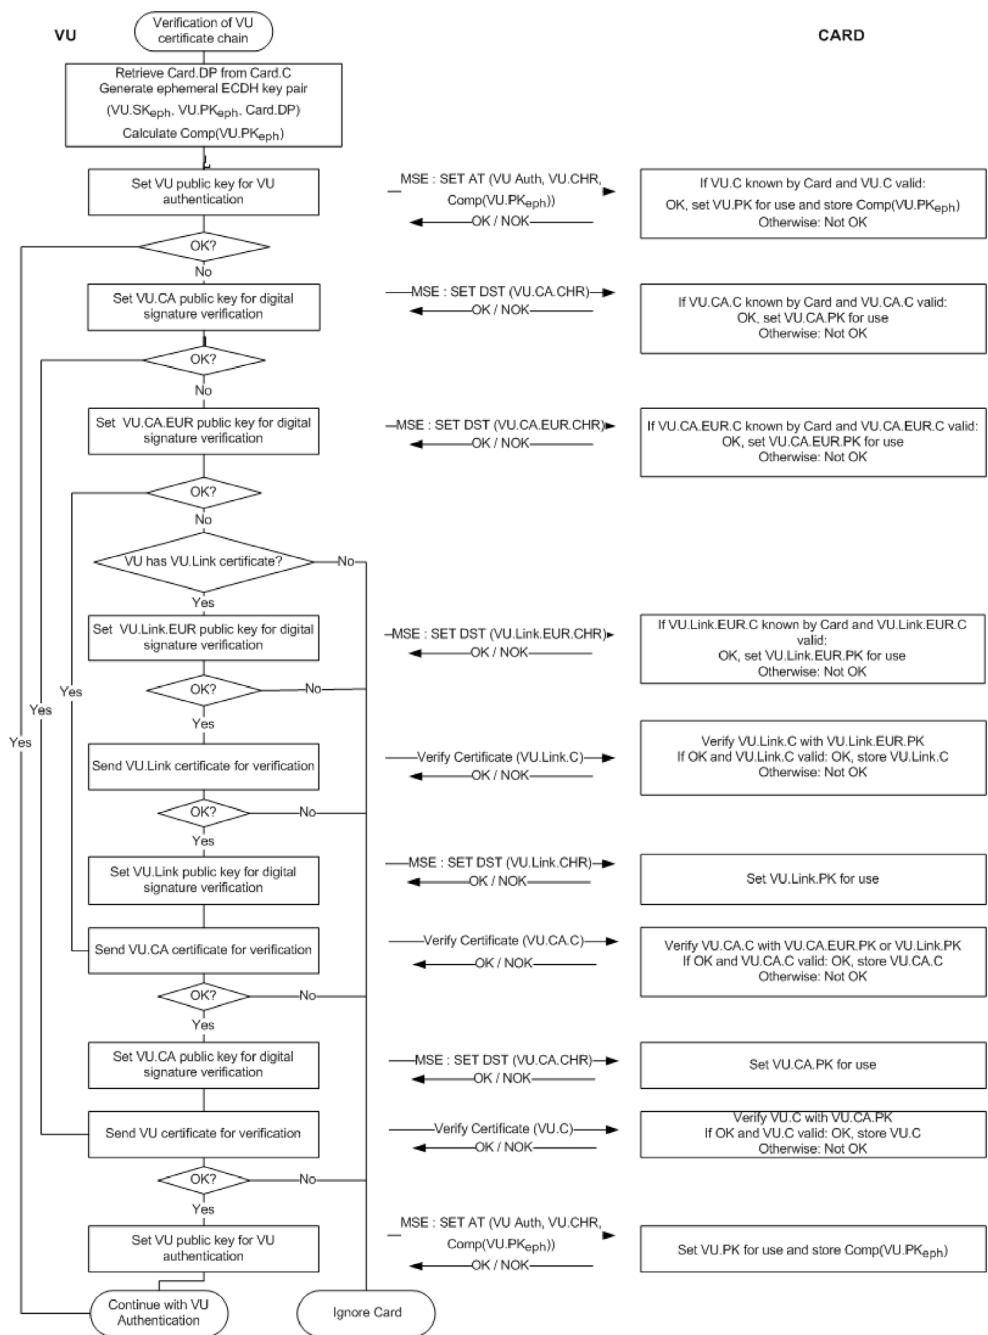 VU
Verification of VU
certificate chain
CARD
Retrieve Card.DP from Card.C
Generate ephemeral ECDH key pair
(VU.SKeph, VU.PKeph, Card.DP)
Calculate Comp(VU.PKeph)
Set VU public key for VU
authentication
MSE : SET AT (VU Auth, VU.CHR,
Comp(VU.PKeph))
OK / NOK
If VU.C known by Card and VU.C valid:
OK, set VU.PK for use and store Comp(VU.PKeph)
Otherwise: Not OK
OK?
No
Set VU.CA public key for digital
signature verification
MSE : SET DST (VU.CA.CHR)
OK / NOK
If VU.CA.C known by Card and VU.CA.C valid:
OK, set VU.CA.PK for use
Otherwise: Not OK
OK?
No
Set VU.CA.EUR public key for digital
signature verification
MSE : SET DST (VU.CA.EUR.CHR)
OK / NOK
If VU.CA.EUR.C known by Card and VU.CA.EUR.C valid:
OK, set VU.CA.EUR.PK for use
Otherwise: Not OK
OK?
No
VU has VU.Link certificate?
No
Yes
Set VU.Link.EUR public key for digital
signature verification
MSE : SET DST (VU.Link.EUR.CHR)
OK / NOK
If VU.Link.EUR.C known by Card and VU.Link.EUR.C
valid:
OK, set VU.Link.EUR.PK for use
Otherwise: Not OK
OK?
No
Yes
Yes
Yes
Yes
Send VU.Link certificate for verification
Verify Certificate (VU.Link.C)
OK / NOK
Verify VU.Link.C with VU.Link.EUR.PK
If OK and VU.Link.C valid: OK, store VU.Link.C
Otherwise: Not OK
OK?
No
Yes
Set VU.Link public key for digital
signature verification
MSE : SET DST (VU.Link.CHR)
OK / NOK
Set VU.Link.PK for use
Send VU.CA certificate for verification
Verify Certificate (VU.CA.C)
OK / NOK
Verify VU.CA.C with VU.CA.EUR.PK or VU.Link.PK
If OK and VU.CA.C valid: OK, store VU.CA.C
Otherwise: Not OK
OK?
No
Yes
Set VU.CA public key for digital
signature verification
MSE : SET DST (VU.CA.CHR)
OK / NOK
Set VU.CA.PK for use
Send VU certificate for verification
Verify Certificate (VU.C)
OK / NOK
Verify VU.C with VU.CA.PK
If OK and VU.C valid: OK, store VU.C
Otherwise: Not OK
OK?
No
Yes
Set VU public key for VU
authentication
MSE : SET AT (VU Auth, VU.CHR,
Comp(VU.PKeph))
OK / NOK
Set VU.PK for use and store Comp(VU.PKeph)
Continue with VU
Authentication
Ignore Card